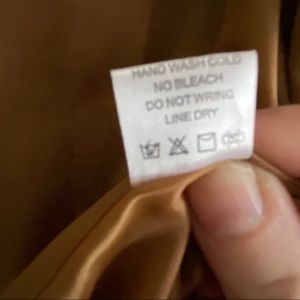 HAND WASH COLD
NO BLEACH
DO NOT WRING
LINE DRY